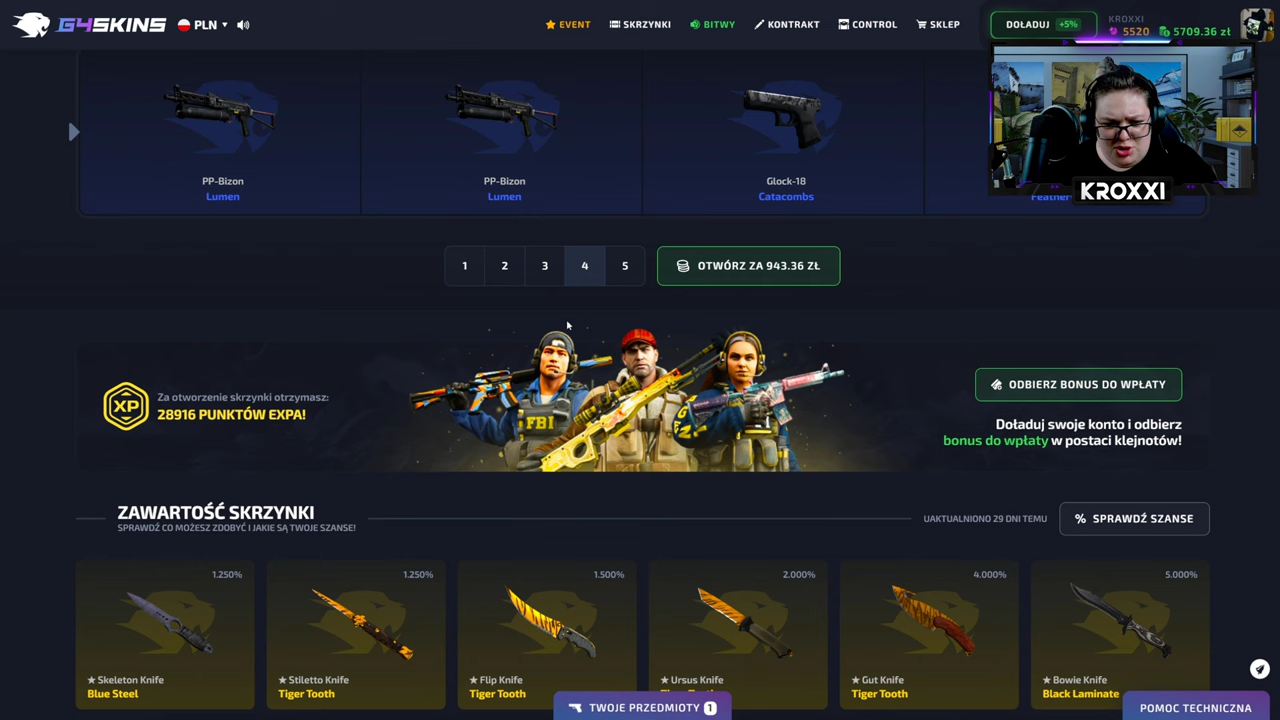 G4SKINS
PLN
EVENT
SKRZYNKI
BITWY
KONTRAKT
CONTROL
SKLEP
DOŁADUJ +5%
KROXXI
5520
5709.36 zł
PP-Bizon
Lumen
PP-Bizon
Lumen
Glock-18
Catacombs
KROXXI
1
2
3
4
5
OTWÓRZ ZA 943.36 ZŁ
XP
Za otworzenie skrzynki otrzymasz:
28916 PUNKTÓW EXPA!
FBI
ODBIERZ BONUS DO WPŁATY
Doładuj swoje konto i odbierz
bonus do wpłaty w postaci klejnotów!
ZAWARTOŚĆ SKRZYNKI
SPRAWDŹ CO MOŻESZ ZDOBYĆ I JAKIE SĄ TWOJE SZANSE!
UAKTUALNIONO 29 DNI TEMU
% SPRAWDŹ SZANSE
1.250%
1.250%
1.500%
2.000%
4.000%
5.000%
★ Skeleton Knife
Blue Steel
★ Stiletto Knife
Tiger Tooth
★ Flip Knife
Tiger Tooth
★ Ursus Knife
★ Gut Knife
Tiger Tooth
★ Bowie Knife
Black Laminate
TWOJE PRZEDMIOTY 1
POMOC TECHNICZNA